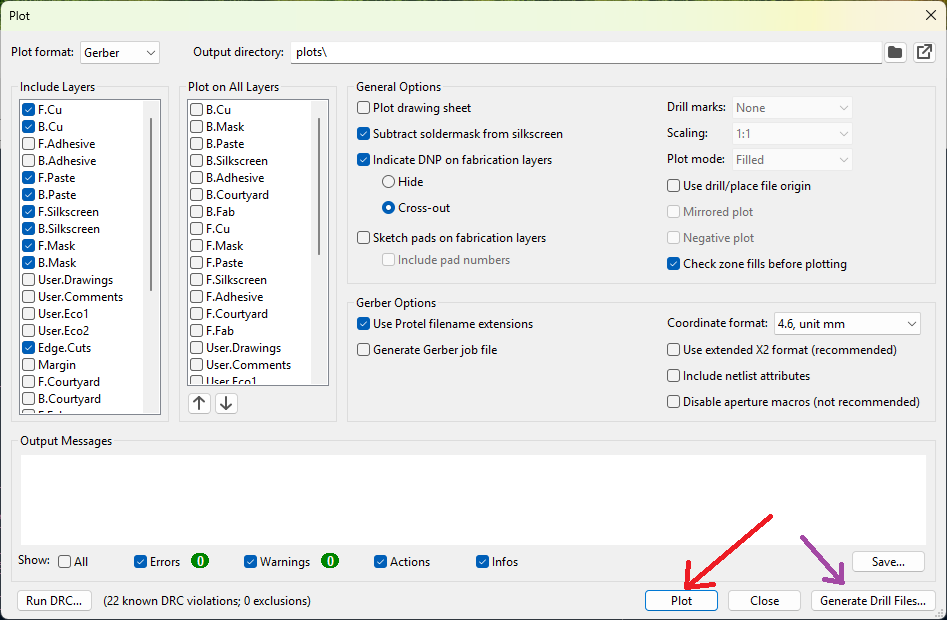 Plot
Plot format: Gerber
Output directory: plots\
Include Layers
F.Cu
B.Cu
F.Adhesive
B.Adhesive
F.Paste
B.Paste
F.Silkscreen
B.Silkscreen
F.Mask
B.Mask
User.Drawings
User.Comments
User.Eco1
User.Eco2
Edge.Cuts
Margin
F.Courtyard
B.Courtyard
Plot on All Layers
B.Cu
B.Mask
B.Paste
B.Silkscreen
B.Adhesive
B.Courtyard
B.Fab
F.Cu
F.Mask
F.Paste
F.Silkscreen
F.Adhesive
F.Courtyard
F.Fab
User.Drawings
User.Comments
User.Eco1
General Options
Plot drawing sheet
Subtract soldermask from silkscreen
Indicate DNP on fabrication layers
Hide
Cross-out
Sketch pads on fabrication layers
Include pad numbers
Drill marks: None
Scaling: 1:1
Plot mode: Filled
Use drill/place file origin
Mirrored plot
Negative plot
Check zone fills before plotting
Gerber Options
Use Protel filename extensions
Generate Gerber job file
Coordinate format: 4.6, unit mm
Use extended X2 format (recommended)
Include netlist attributes
Disable aperture macros (not recommended)
Output Messages
Show: All Errors 0 Warnings 0 Actions Infos Save...
Run DRC... (22 known DRC violations; 0 exclusions) Plot Close Generate Drill Files...